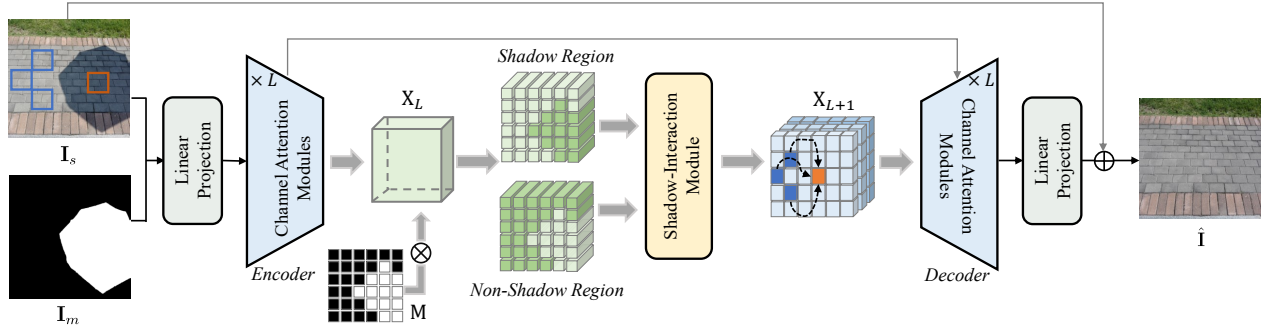 I_s
I_m
Linear
Projection
× L
Channel Attention
Modules
Encoder
X_L
M
Shadow Region
Non-Shadow Region
Shadow-Interaction
Module
X_{L+1}
× L
Channel Attention
Modules
Decoder
Linear
Projection
Î